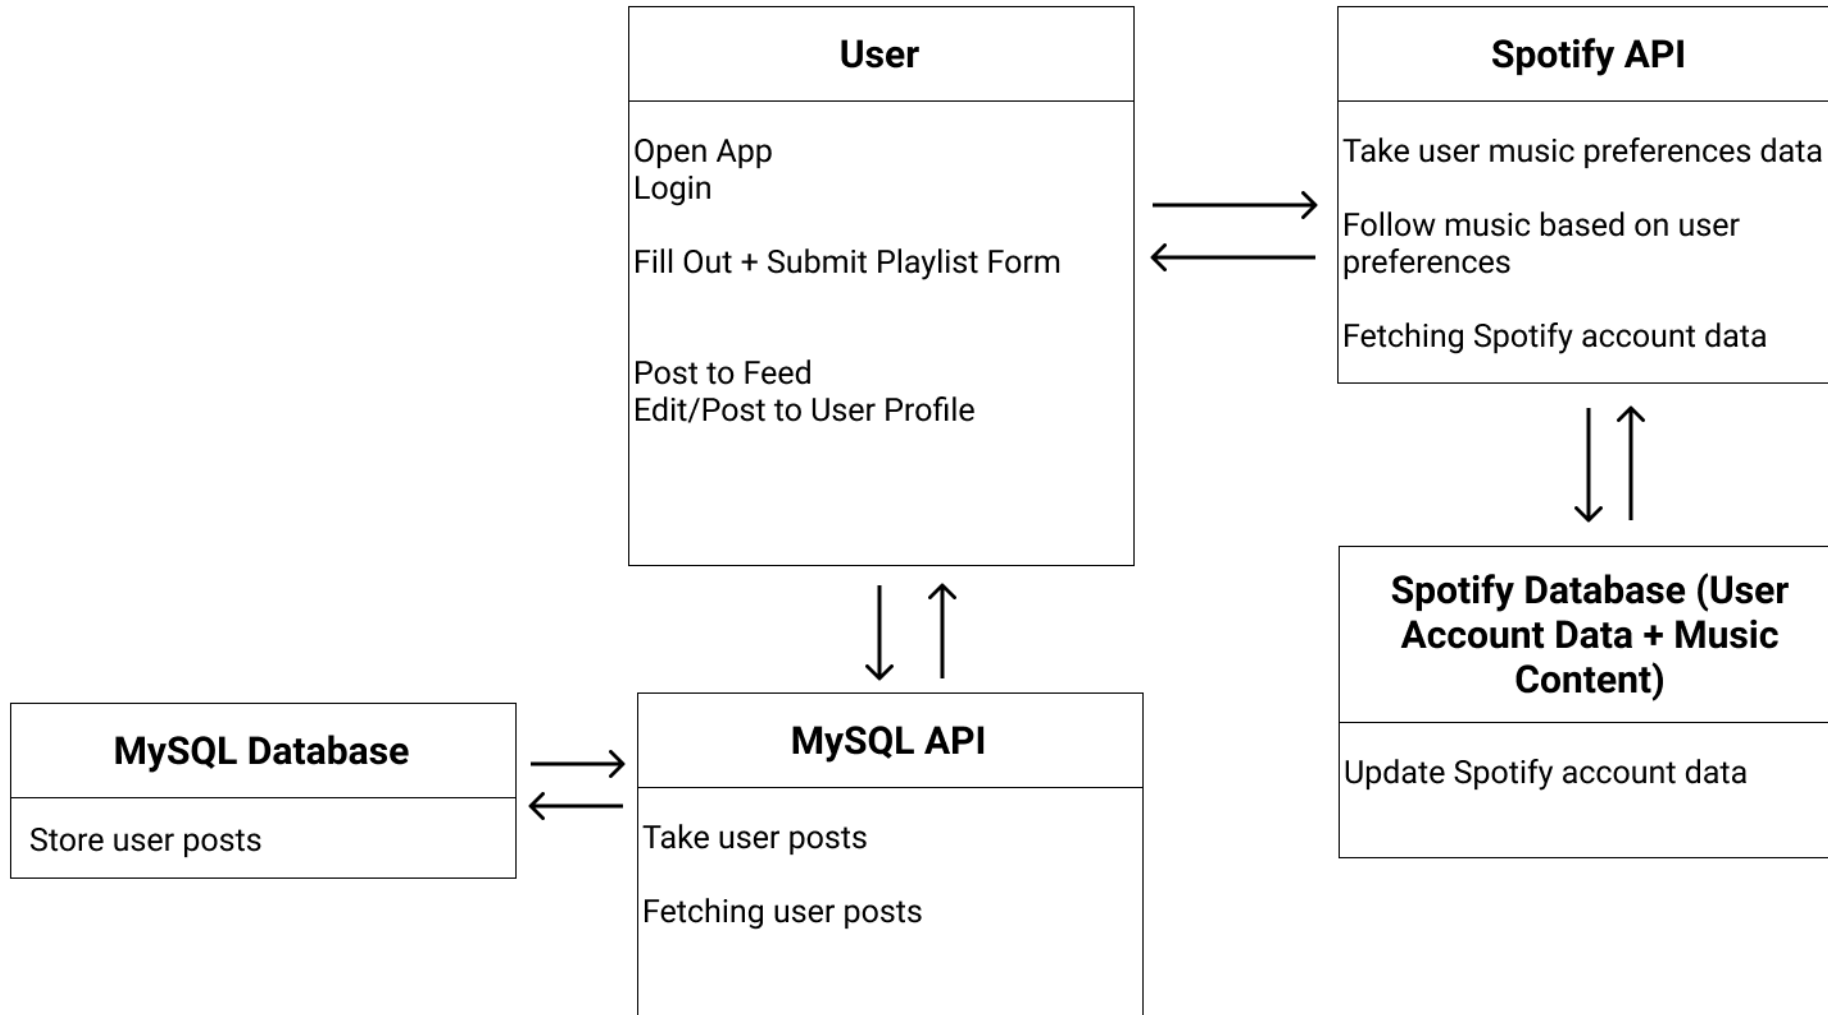 User
Open App
Login
Fill Out + Submit Playlist Form
Post to Feed
Edit/Post to User Profile
Spotify API
Take user music preferences data
Follow music based on user
preferences
Fetching Spotify account data
Spotify Database (User
Account Data + Music
Content)
Update Spotify account data
MySQL Database
Store user posts
MySQL API
Take user posts
Fetching user posts